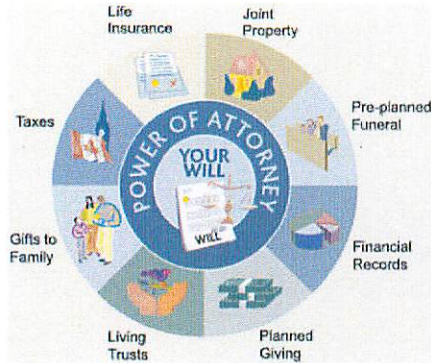 Life
Insurance
Joint
Property
Pre-planned
Funeral
Financial
Records
Planned
Giving
Living
Trusts
Gifts to
Family
Taxes
POWER OF ATTORNEY
YOUR
WILL
WILL